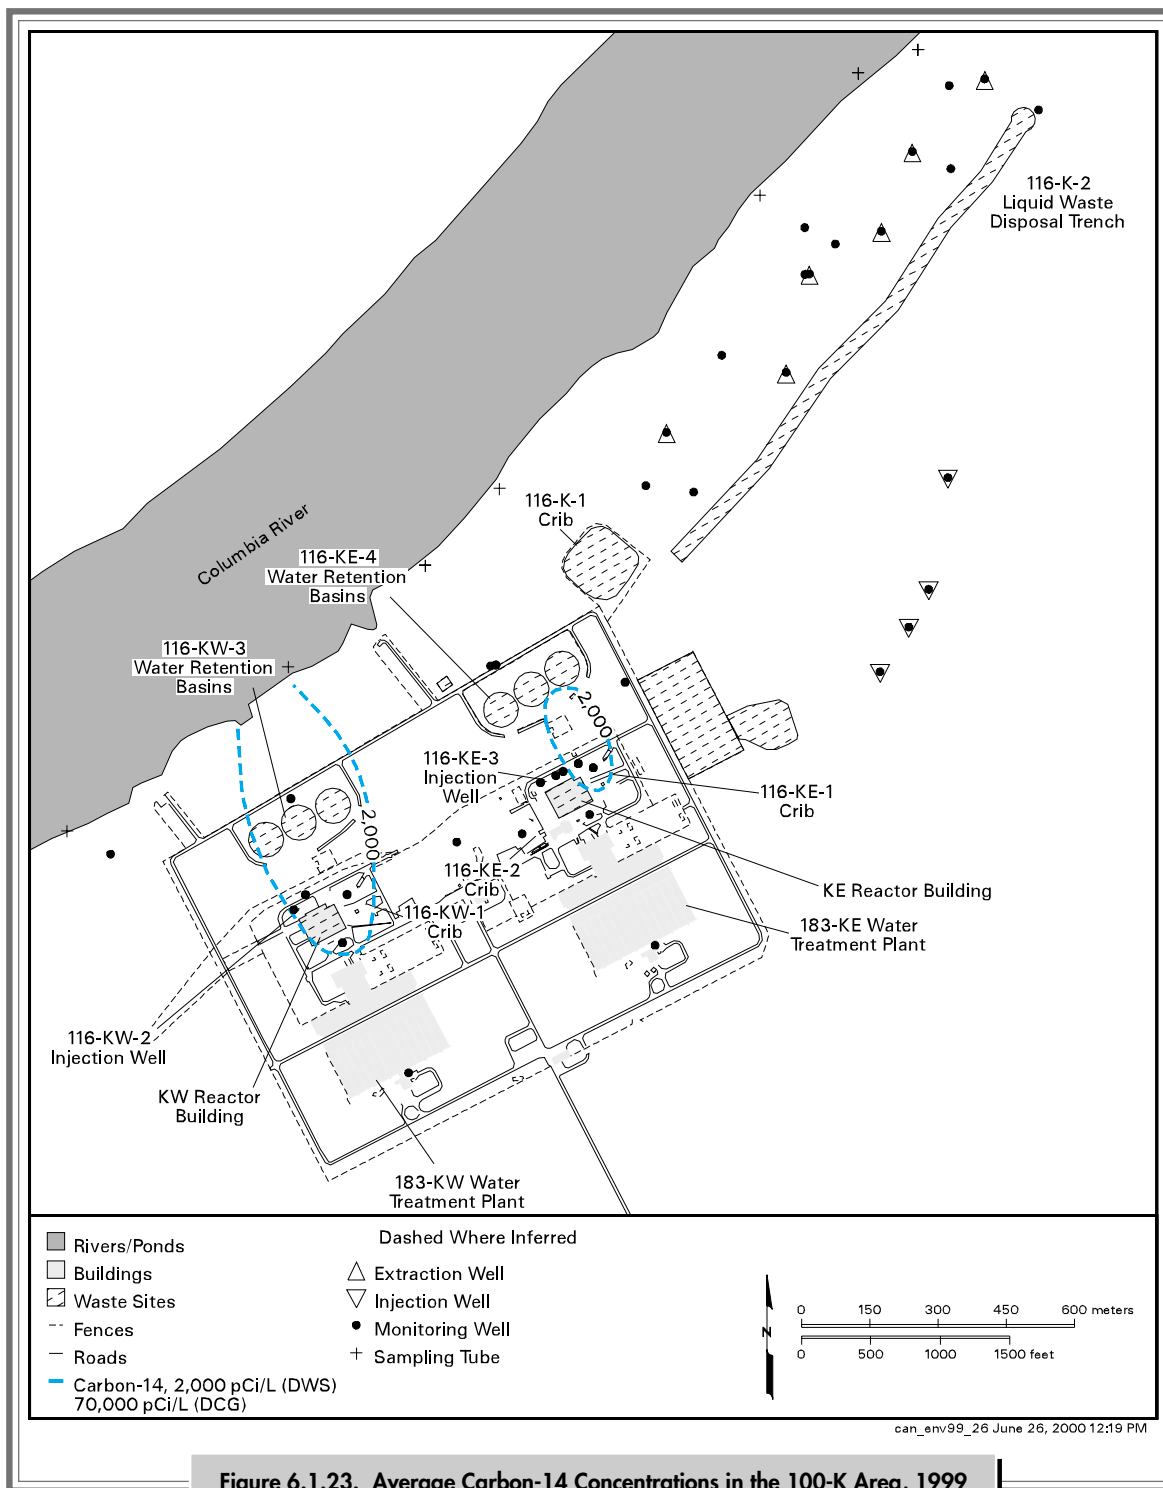 116-K-2
Liquid Waste
Disposal Trench
116-K-1
Crib
Columbia River
116-KE-4
Water Retention
Basins
116-KW-3
Water Retention
Basins
2,000
116-KE-3
Injection
Well
116-KE-1
Crib
2,000
116-KE-2
Crib
KE Reactor Building
116-KW-1
Crib
183-KE Water
Treatment Plant
116-KW-2
Injection Well
KW Reactor
Building
183-KW Water
Treatment Plant
Rivers/Ponds
Buildings
Waste Sites
Fences
Roads
Carbon-14, 2,000 pCi/L (DWS)
70,000 pCi/L (DCG)
Dashed Where Inferred
Extraction Well
Injection Well
Monitoring Well
Sampling Tube
N
0 150 300 450 600 meters
0 500 1000 1500 feet
can_env99_26 June 26, 2000 12:19 PM
Figure 6.1.23. Average Carbon-14 Concentrations in the 100-K Area, 1999